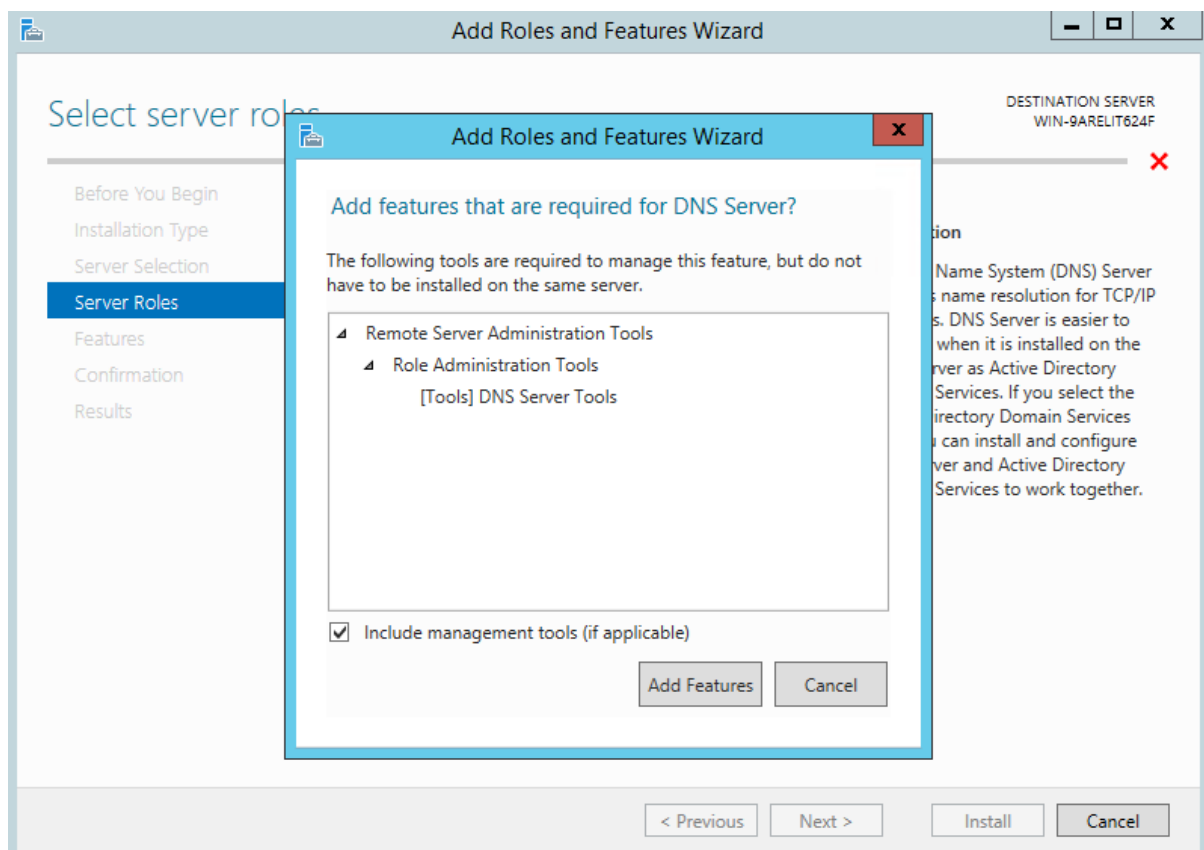 Add Roles and Features Wizard
Select server
DESTINATION SERVER
WIN-9ARELIT624F
Before You Begin
Installation Type
Server Selection
Server Roles
Features
Confirmation
Results
Add Roles and Features Wizard
Add features that are required for DNS Server?
The following tools are required to manage this feature, but do not
have to be installed on the same server.
Remote Server Administration Tools
Role Administration Tools
[Tools] DNS Server Tools
Include management tools (if applicable)
Add Features
Cancel
Name System (DNS) Server
name resolution for TCP/IP
DNS Server is easier to
when it is installed on the
as Active Directory
Services. If you select the
Domain Services
can install and configure
and Active Directory
Services to work together.
< Previous
Next >
Install
Cancel